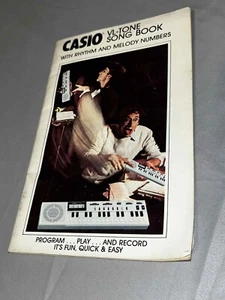 CASIO VL-TONE
SONG BOOK
WITH RHYTHM AND MELODY NUMBERS
PROGRAM . . . PLAY . . . AND RECORD
IT'S FUN, QUICK & EASY